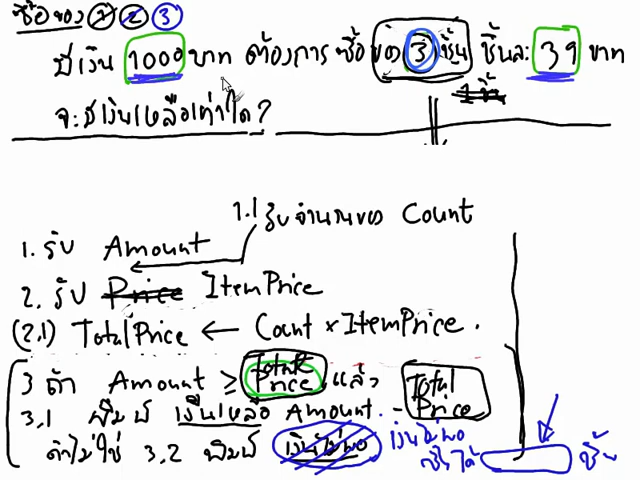 ซื้อของ 1 2 3
มีเงิน 1000 บาท ต้องการ ซื้อ ของ 3 ชิ้น ชิ้นละ 39 บาท
1 ชิ้น
จะมีเงินเหลือเท่าใด?
1.1 รับจำนวนของ Count
1. รับ Amount
2. รับ Price ItemPrice
(2.1) TotalPrice ← Count × ItemPrice.
3 ถ้า Amount ≥ Total Price แล้ว
3.1 พิมพ์ เงินเหลือ Amount - Total Price
ถ้าไม่ใช่ 3.2 พิมพ์ เงินไม่พอ เงินไม่พอ
ซื้อได้ ชิ้น